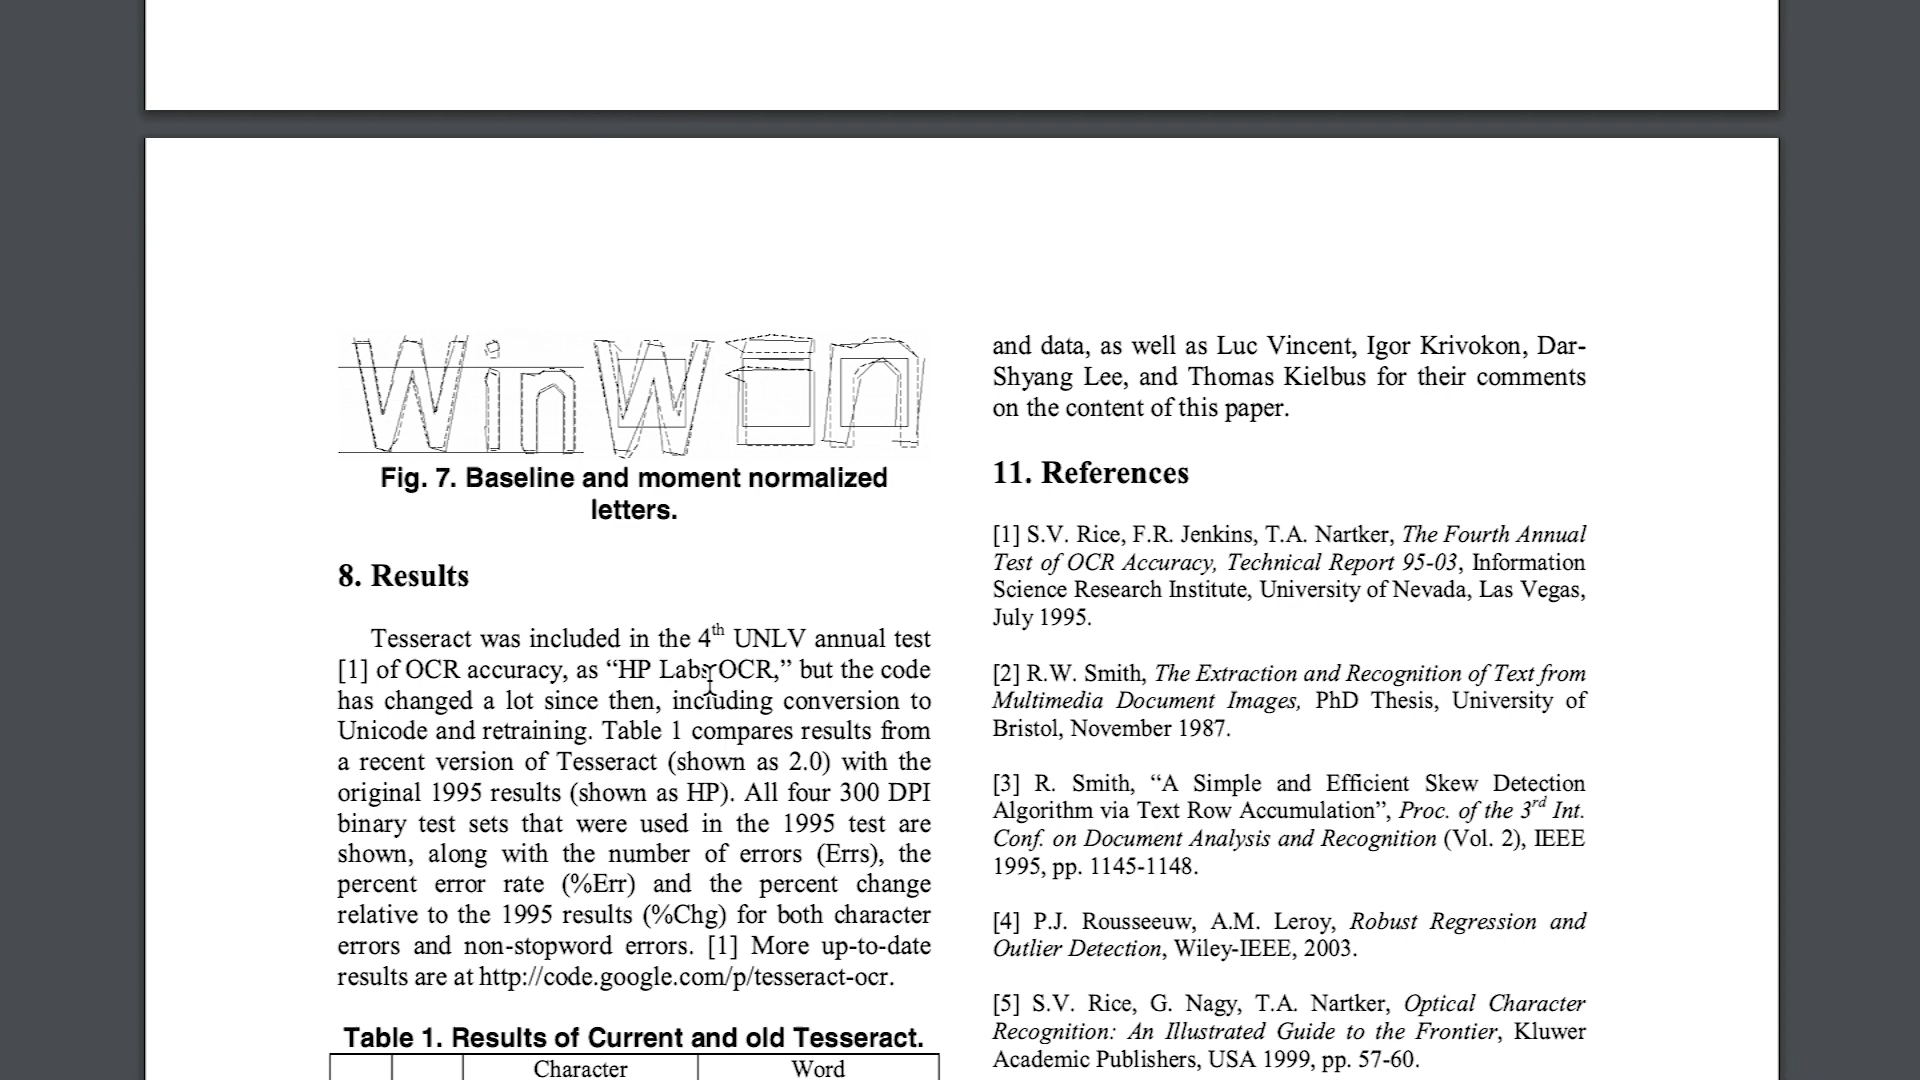 Win Win
Fig. 7. Baseline and moment normalized
letters.
8. Results
Tesseract was included in the 4th UNLV annual test
[1] of OCR accuracy, as “HP Labs OCR,” but the code
has changed a lot since then, including conversion to
Unicode and retraining. Table 1 compares results from
a recent version of Tesseract (shown as 2.0) with the
original 1995 results (shown as HP). All four 300 DPI
binary test sets that were used in the 1995 test are
shown, along with the number of errors (Errs), the
percent error rate (%Err) and the percent change
relative to the 1995 results (%Chg) for both character
errors and non-stopword errors. [1] More up-to-date
results are at http://code.google.com/p/tesseract-ocr.
Table 1. Results of Current and old Tesseract.
Character Word
and data, as well as Luc Vincent, Igor Krivokon, Dar-
Shyang Lee, and Thomas Kielbus for their comments
on the content of this paper.
11. References
[1] S.V. Rice, F.R. Jenkins, T.A. Nartker, The Fourth Annual
Test of OCR Accuracy, Technical Report 95-03, Information
Science Research Institute, University of Nevada, Las Vegas,
July 1995.
[2] R.W. Smith, The Extraction and Recognition of Text from
Multimedia Document Images, PhD Thesis, University of
Bristol, November 1987.
[3] R. Smith, “A Simple and Efficient Skew Detection
Algorithm via Text Row Accumulation”, Proc. of the 3rd Int.
Conf. on Document Analysis and Recognition (Vol. 2), IEEE
1995, pp. 1145-1148.
[4] P.J. Rousseeuw, A.M. Leroy, Robust Regression and
Outlier Detection, Wiley-IEEE, 2003.
[5] S.V. Rice, G. Nagy, T.A. Nartker, Optical Character
Recognition: An Illustrated Guide to the Frontier, Kluwer
Academic Publishers, USA 1999, pp. 57-60.